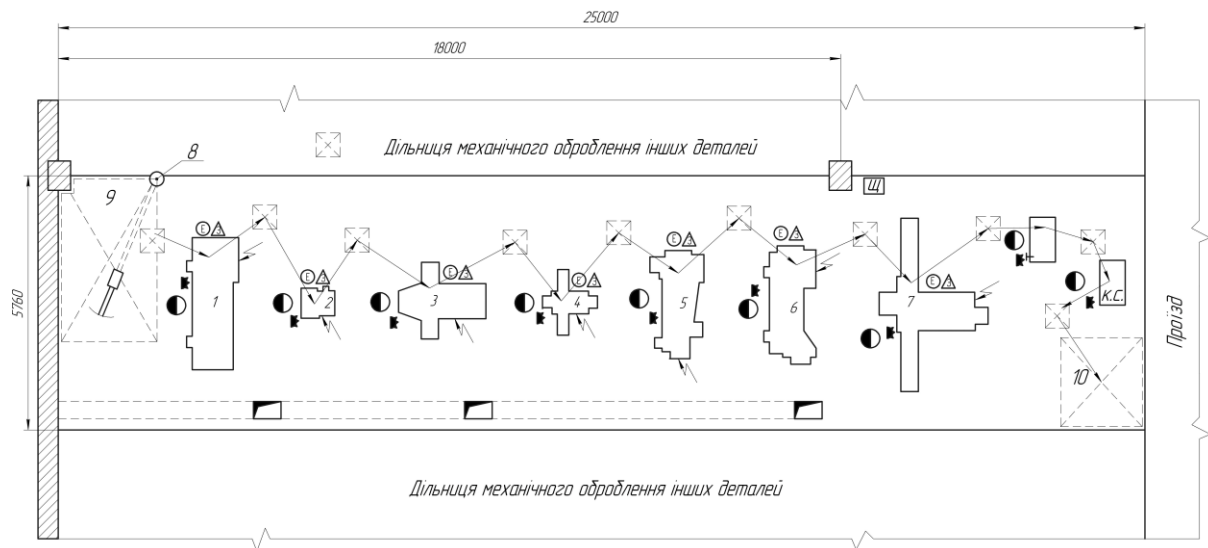 25000
18000
Дільниця механічного оброблення інших деталей
8
9
Щ
5760
Е З
Е З
Е З
Е З
Е З
Е З
Е З
1
2
3
4
5
6
7
К.С.
10
Проїзд
Дільниця механічного оброблення інших деталей